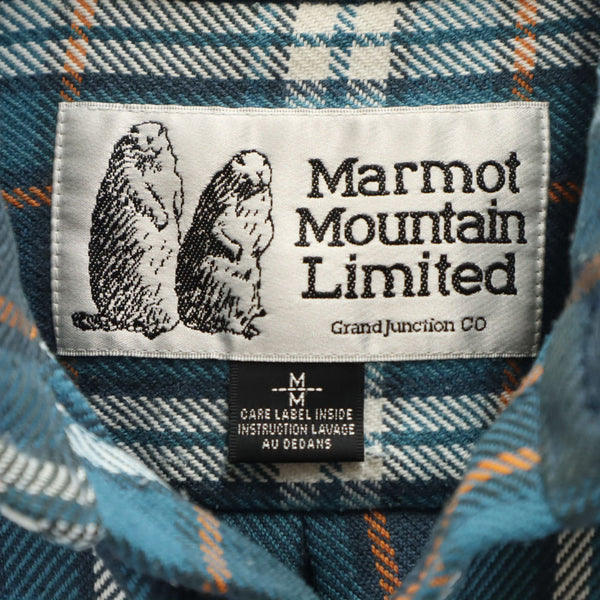 Marmot
Mountain
Limited
Grand Junction CO
M
M
CARE LABEL INSIDE
INSTRUCTION LAVAGE
AU DEDANS